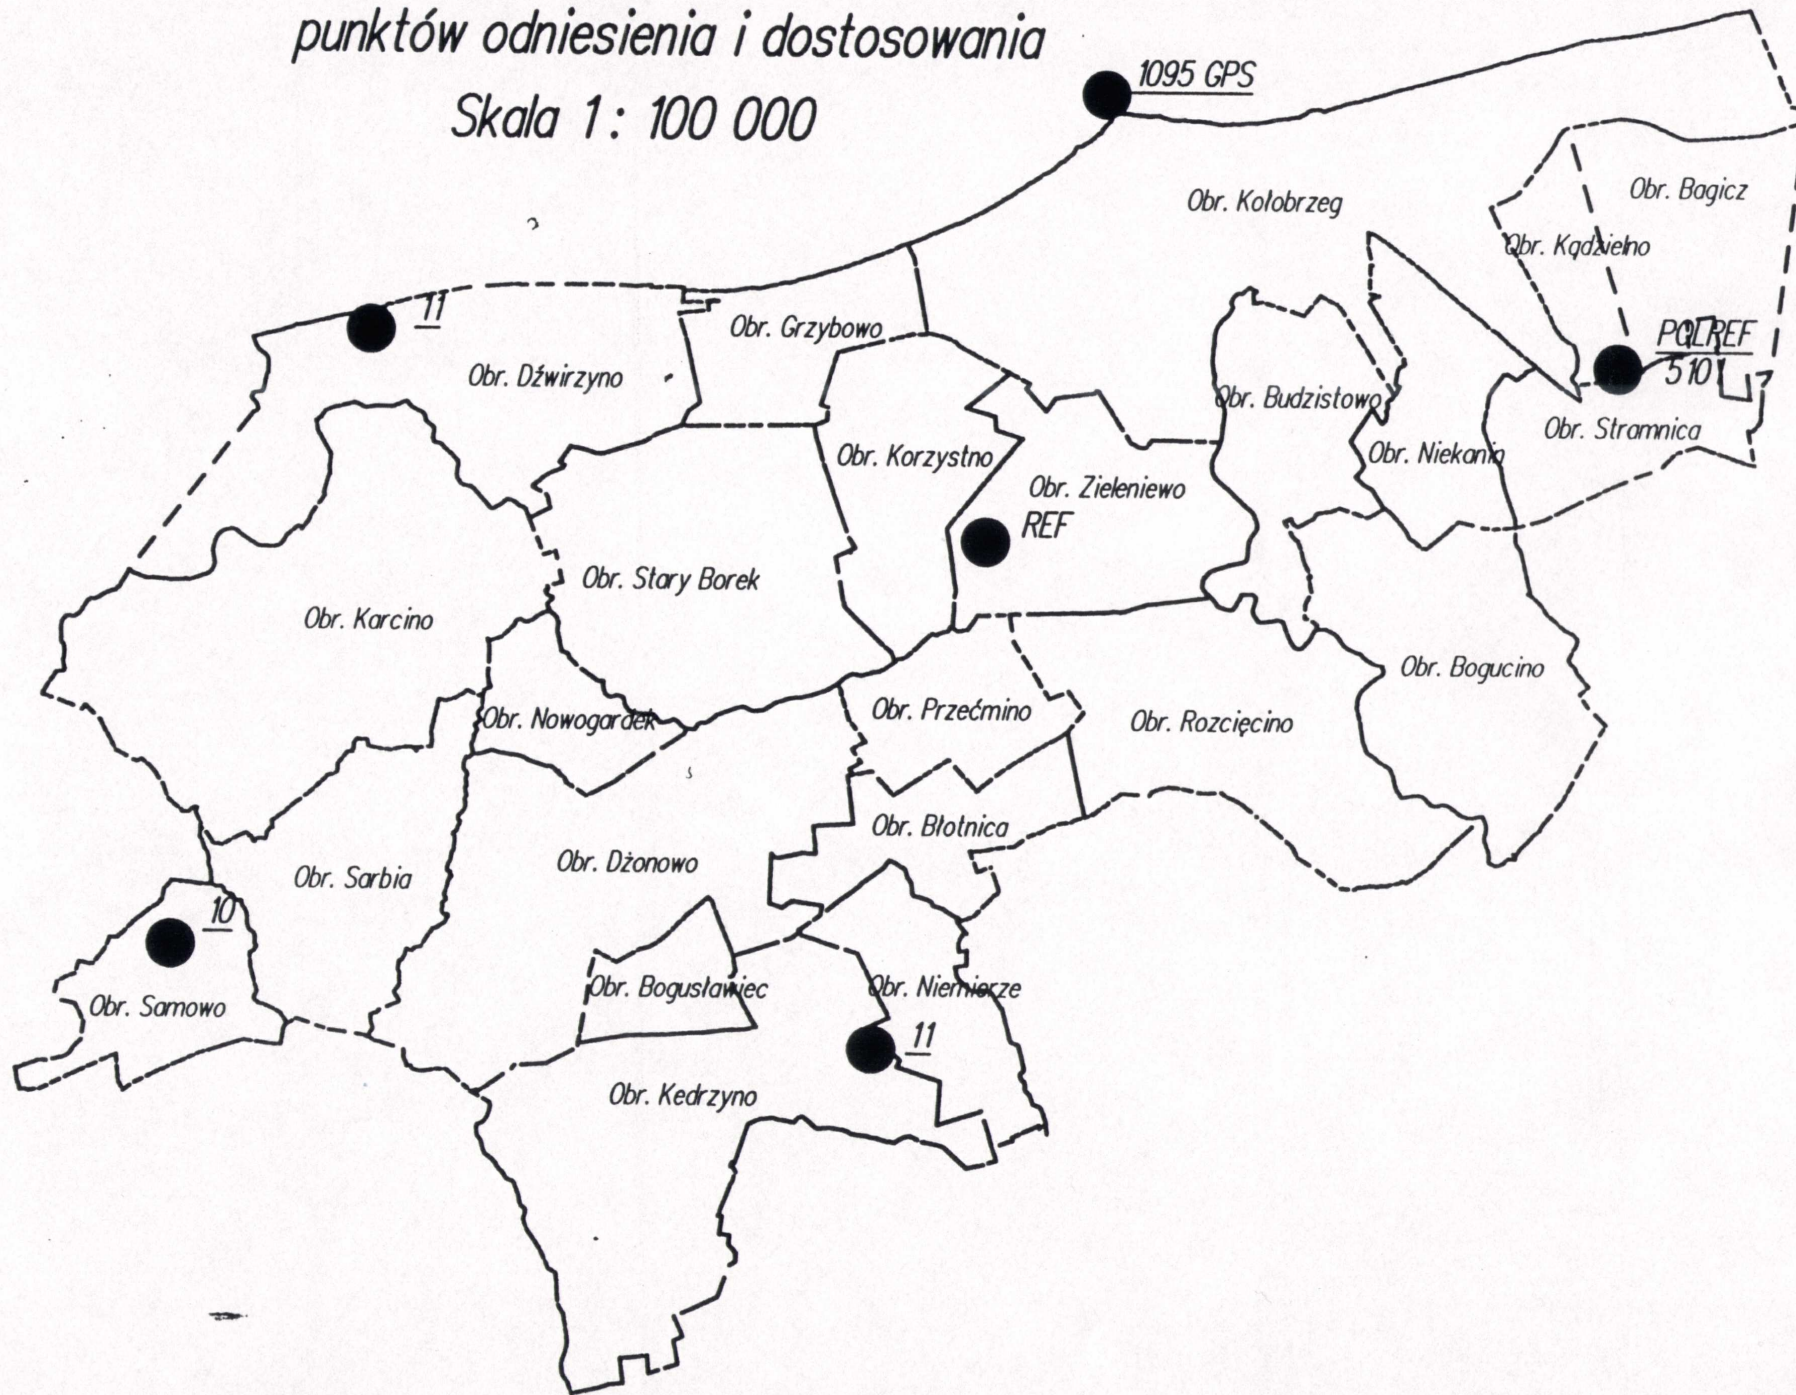 punktów odniesienia i dostosowania
Skala 1 : 100 000
1095 GPS
Obr. Bagicz
Obr. Kołobrzeg
Obr. Kądzielno
11
Obr. Grzybowo
POLREF
5101
Obr. Dźwirzyno
Obr. Budzistowo
Obr. Stramnica
Obr. Korzystno
Obr. Niekanin
Obr. Zieleniewo
REF
Obr. Stary Borek
Obr. Karcino
Obr. Bogucino
Obr. Nowogardek
Obr. Przećmino
Obr. Rozcięcino
Obr. Błotnica
Obr. Dżonowo
Obr. Sarbia
10
Obr. Bogusławiec
Obr. Niemierze
Obr. Samowo
11
Obr. Kedrzyno